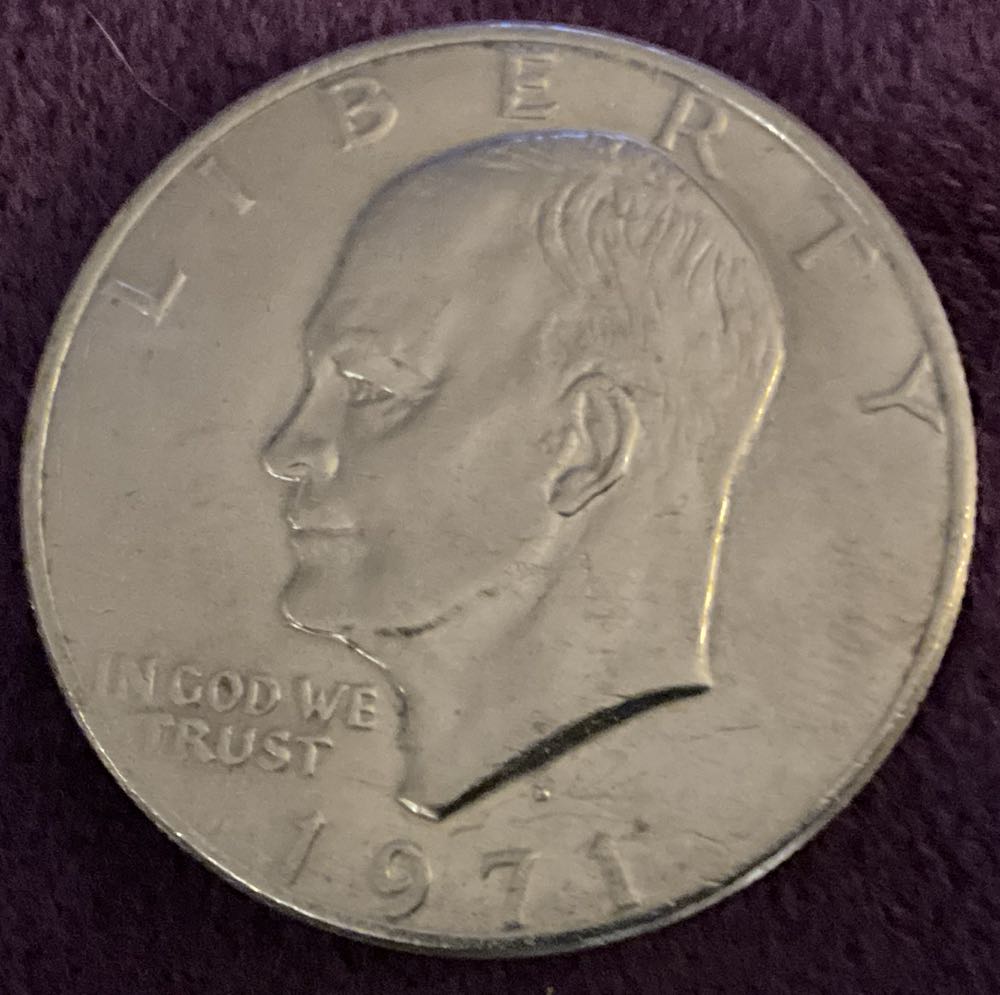 LIBERTY
IN GOD WE
TRUST
1971